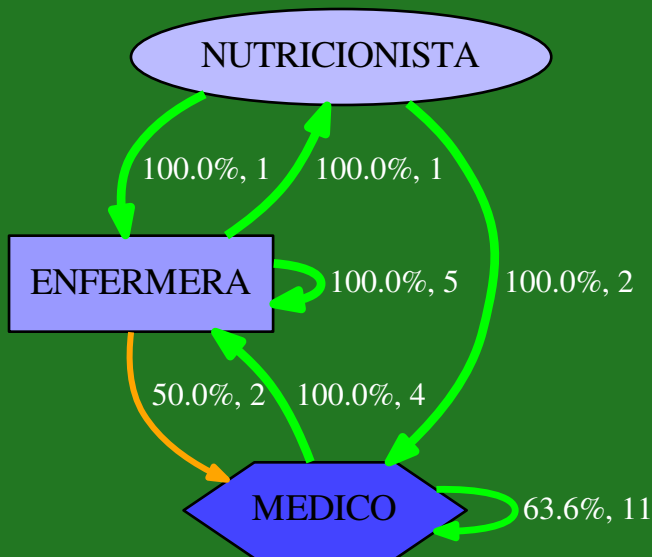 NUTRICIONISTA
100.0%, 1
100.0%, 1
ENFERMERA
100.0%, 5
100.0%, 2
50.0%, 2
100.0%, 4
MEDICO
63.6%, 11